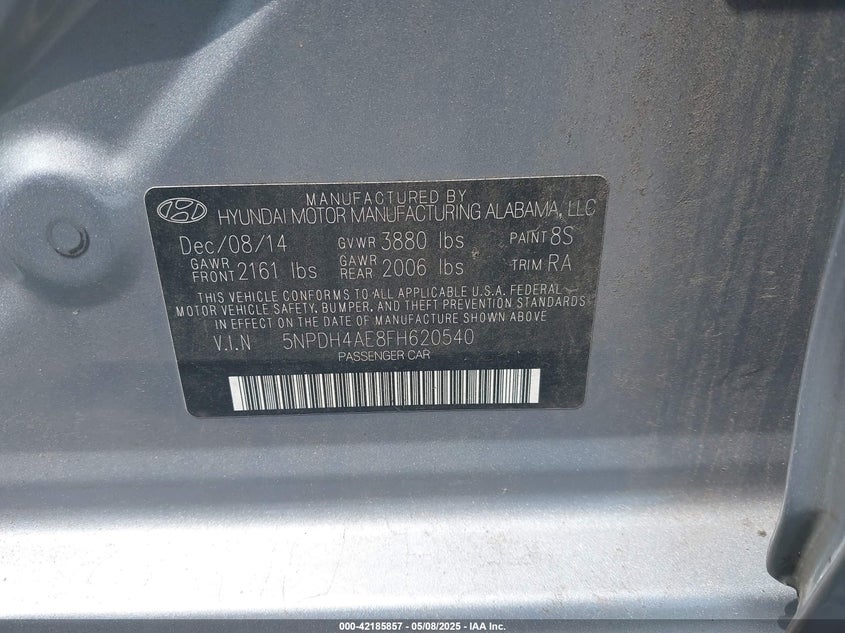 MANUFACTURED BY
HYUNDAI MOTOR MANUFACTURING ALABAMA, LLC
Dec/08/14 GVWR 3880 lbs PAINT 8S
GAWR FRONT 2161 lbs GAWR REAR 2006 lbs TRIM RA
THIS VEHICLE CONFORMS TO ALL APPLICABLE U.S.A. FEDERAL
MOTOR VEHICLE SAFETY, BUMPER, AND THEFT PREVENTION STANDARDS
IN EFFECT ON THE DATE OF MANUFACTURE SHOWN ABOVE
V.I.N 5NPDH4AE8FH620540
PASSENGER CAR
000-42185857 - 05/08/2025 - IAA Inc.